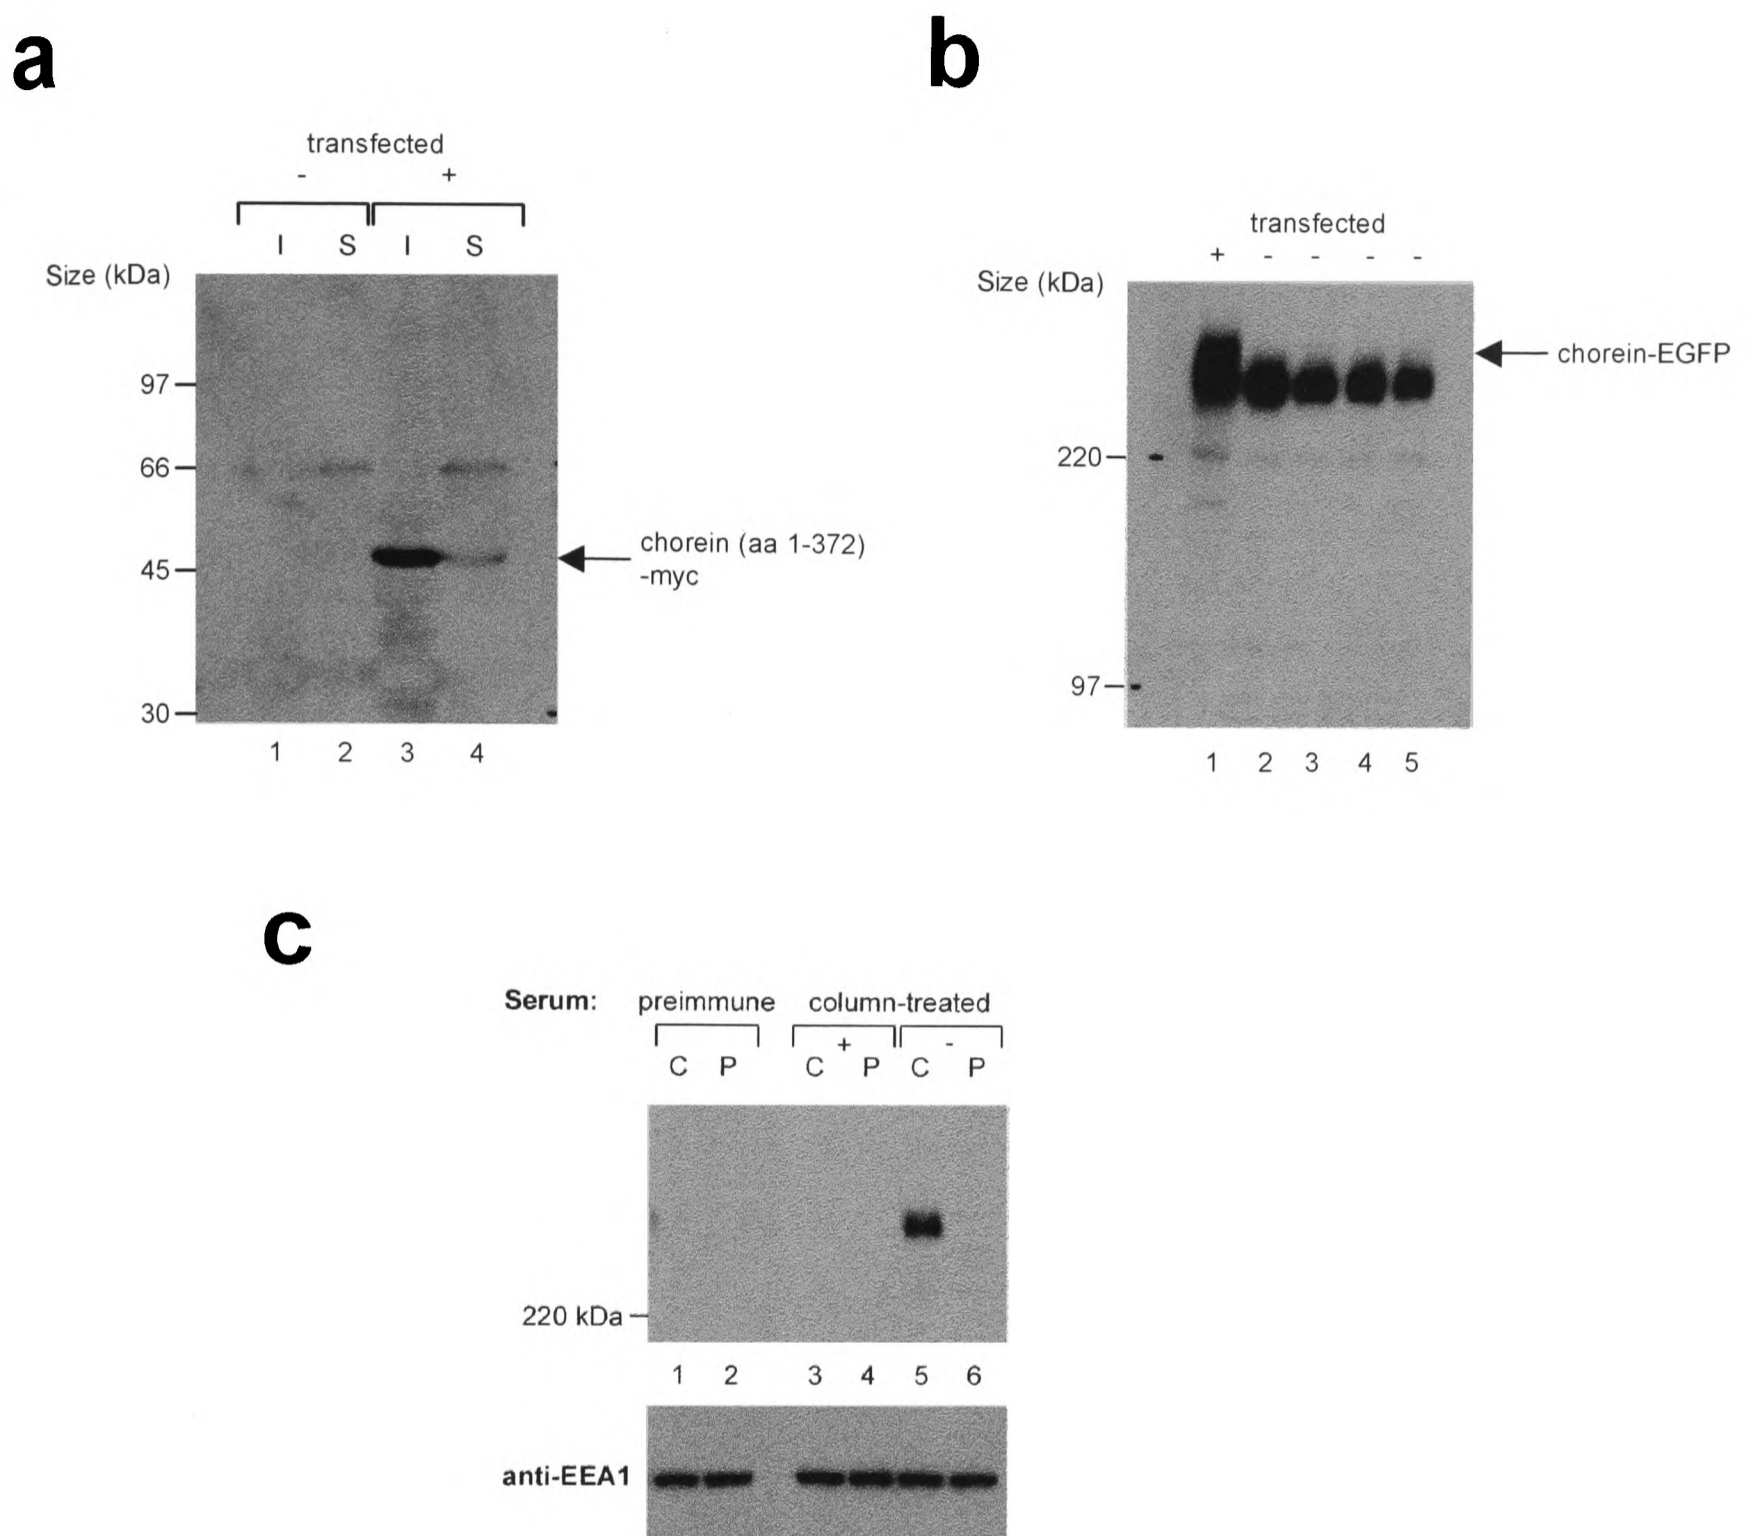 a
transfected
- +
I S I S
Size (kDa)
97
66
45
30
chorein (aa 1-372)
-myc
1 2 3 4
b
transfected
+ - - - -
Size (kDa)
chorein-EGFP
220
97
1 2 3 4 5
c
Serum: preimmune column-treated
+ -
C P C P C P
220 kDa
1 2 3 4 5 6
anti-EEA1